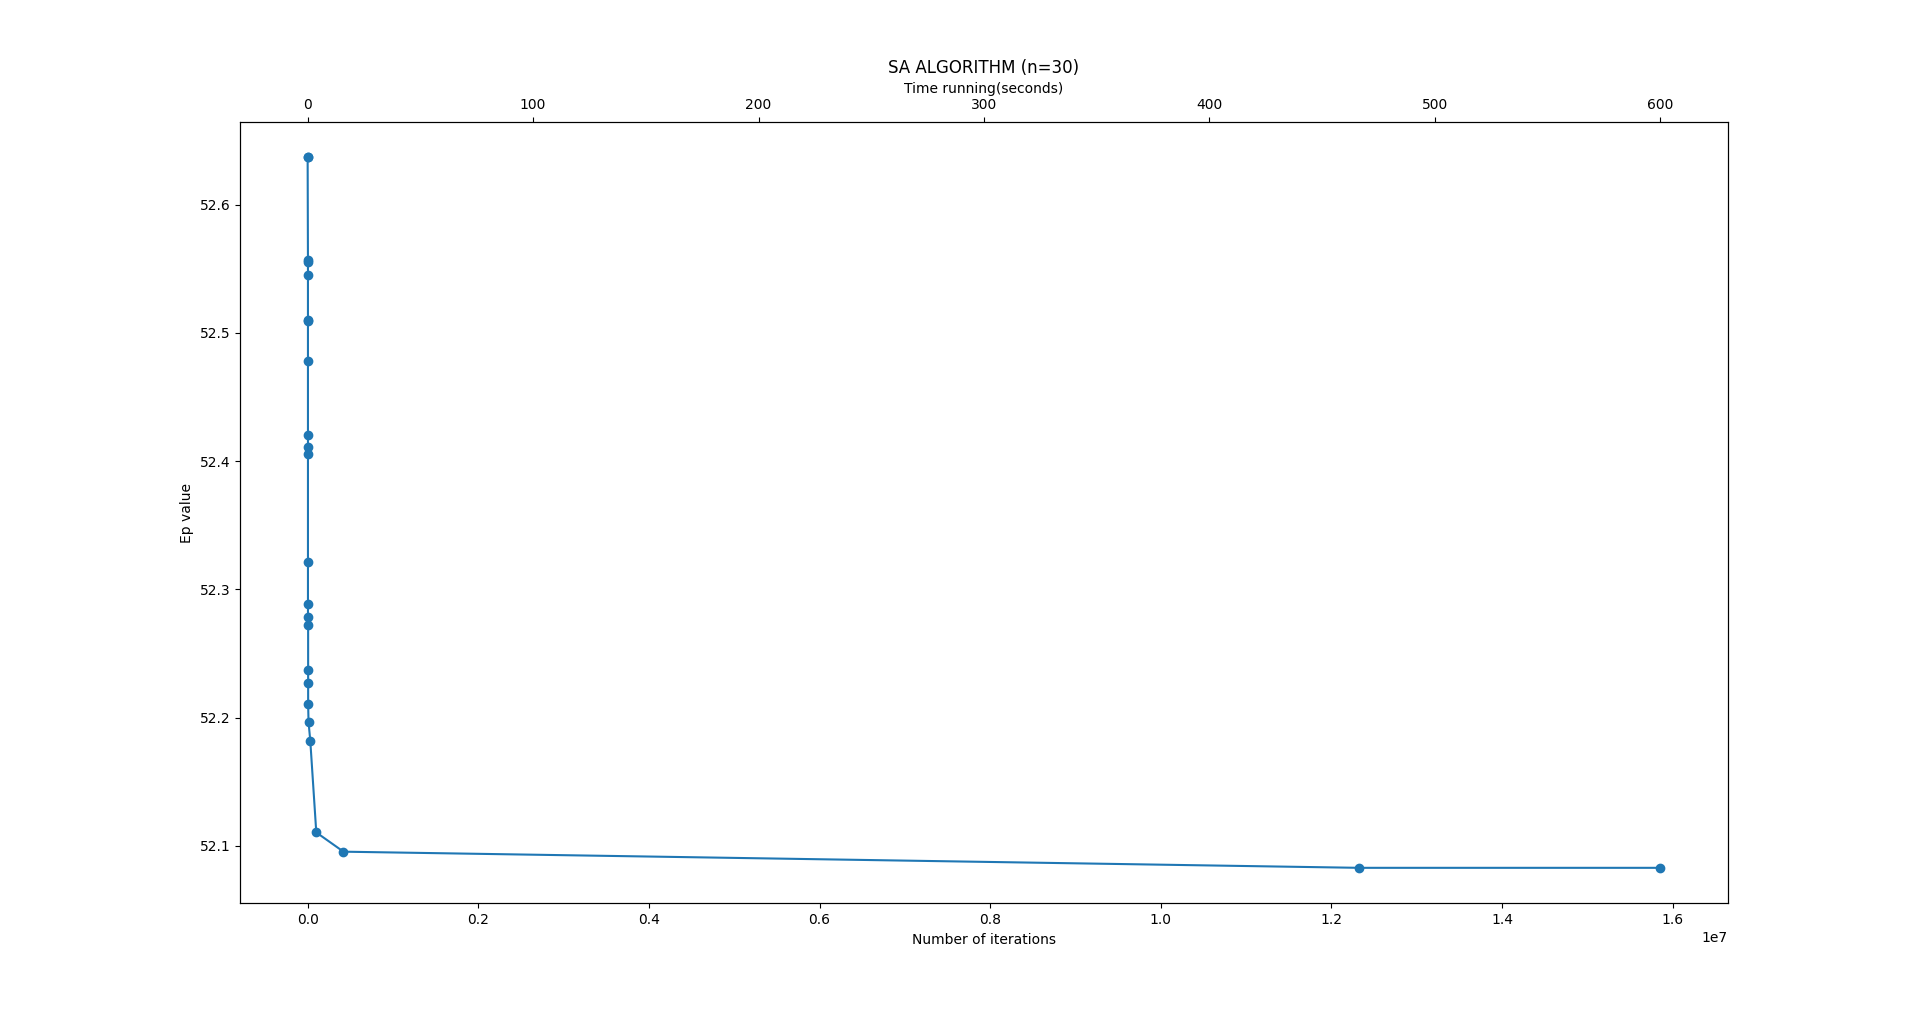 SA ALGORITHM (n=30)
Time running(seconds)
0 100 200 300 400 500 600
52.6
52.5
52.4
52.3
52.2
52.1
Ep value
0.0 0.2 0.4 0.6 0.8 1.0 1.2 1.4 1.6
Number of iterations
1e7